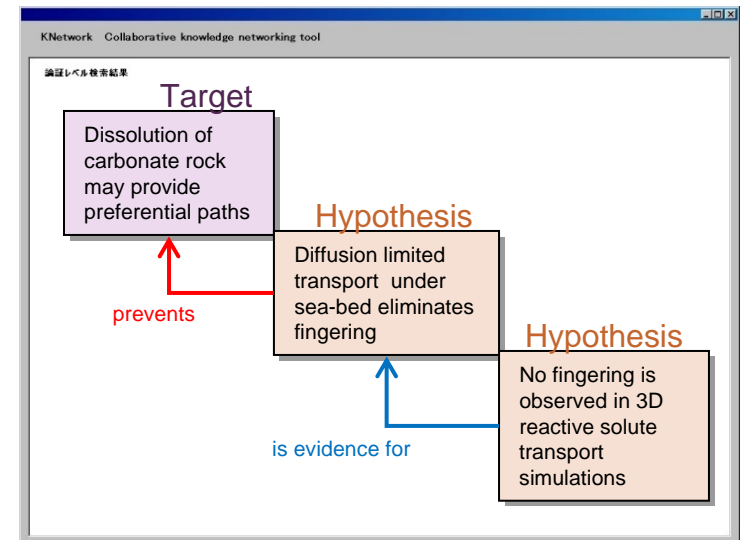 KNetwork Collaborative knowledge networking tool
論証レベル検索結果
Target
Dissolution of
carbonate rock
may provide
preferential paths
Hypothesis
Diffusion limited
transport under
sea-bed eliminates
fingering
prevents
Hypothesis
No fingering is
observed in 3D
reactive solute
transport
simulations
is evidence for